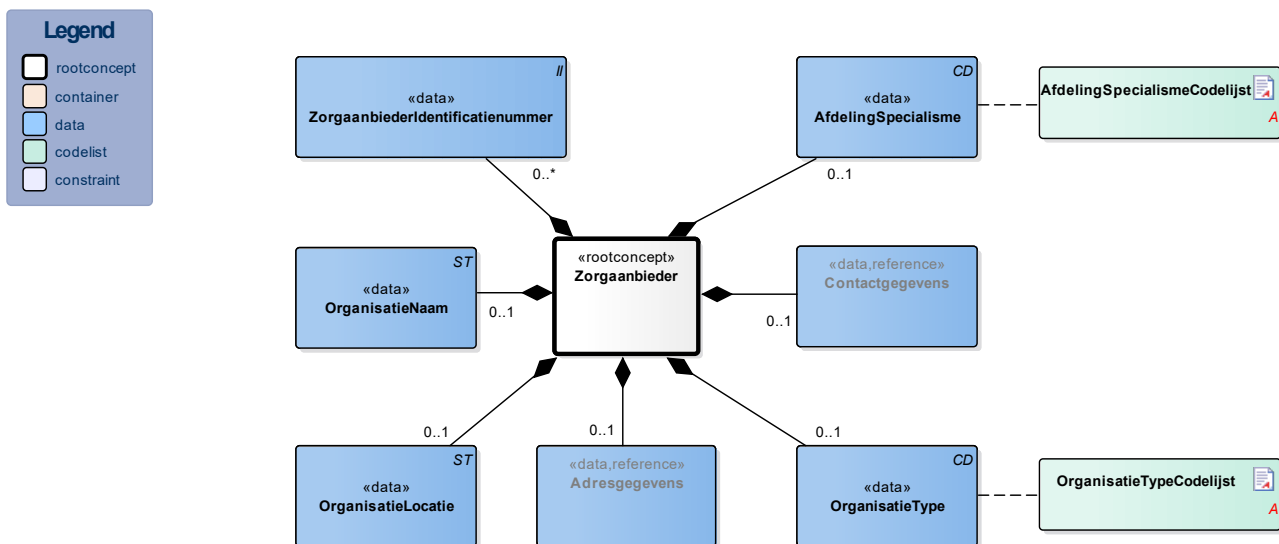 Legend
rootconcept
container
data
codelist
constraint
II
«data»
ZorgaanbiederIdentificatienummer
0..*
CD
«data»
AfdelingSpecialisme
0..1
AfdelingSpecialismeCodelijst
A
ST
«data»
OrganisatieNaam
0..1
«rootconcept»
Zorgaanbieder
«data,reference»
Contactgegevens
0..1
0..1
ST
«data»
OrganisatieLocatie
0..1
«data,reference»
Adresgegevens
0..1
CD
«data»
OrganisatieType
OrganisatieTypeCodelijst
A